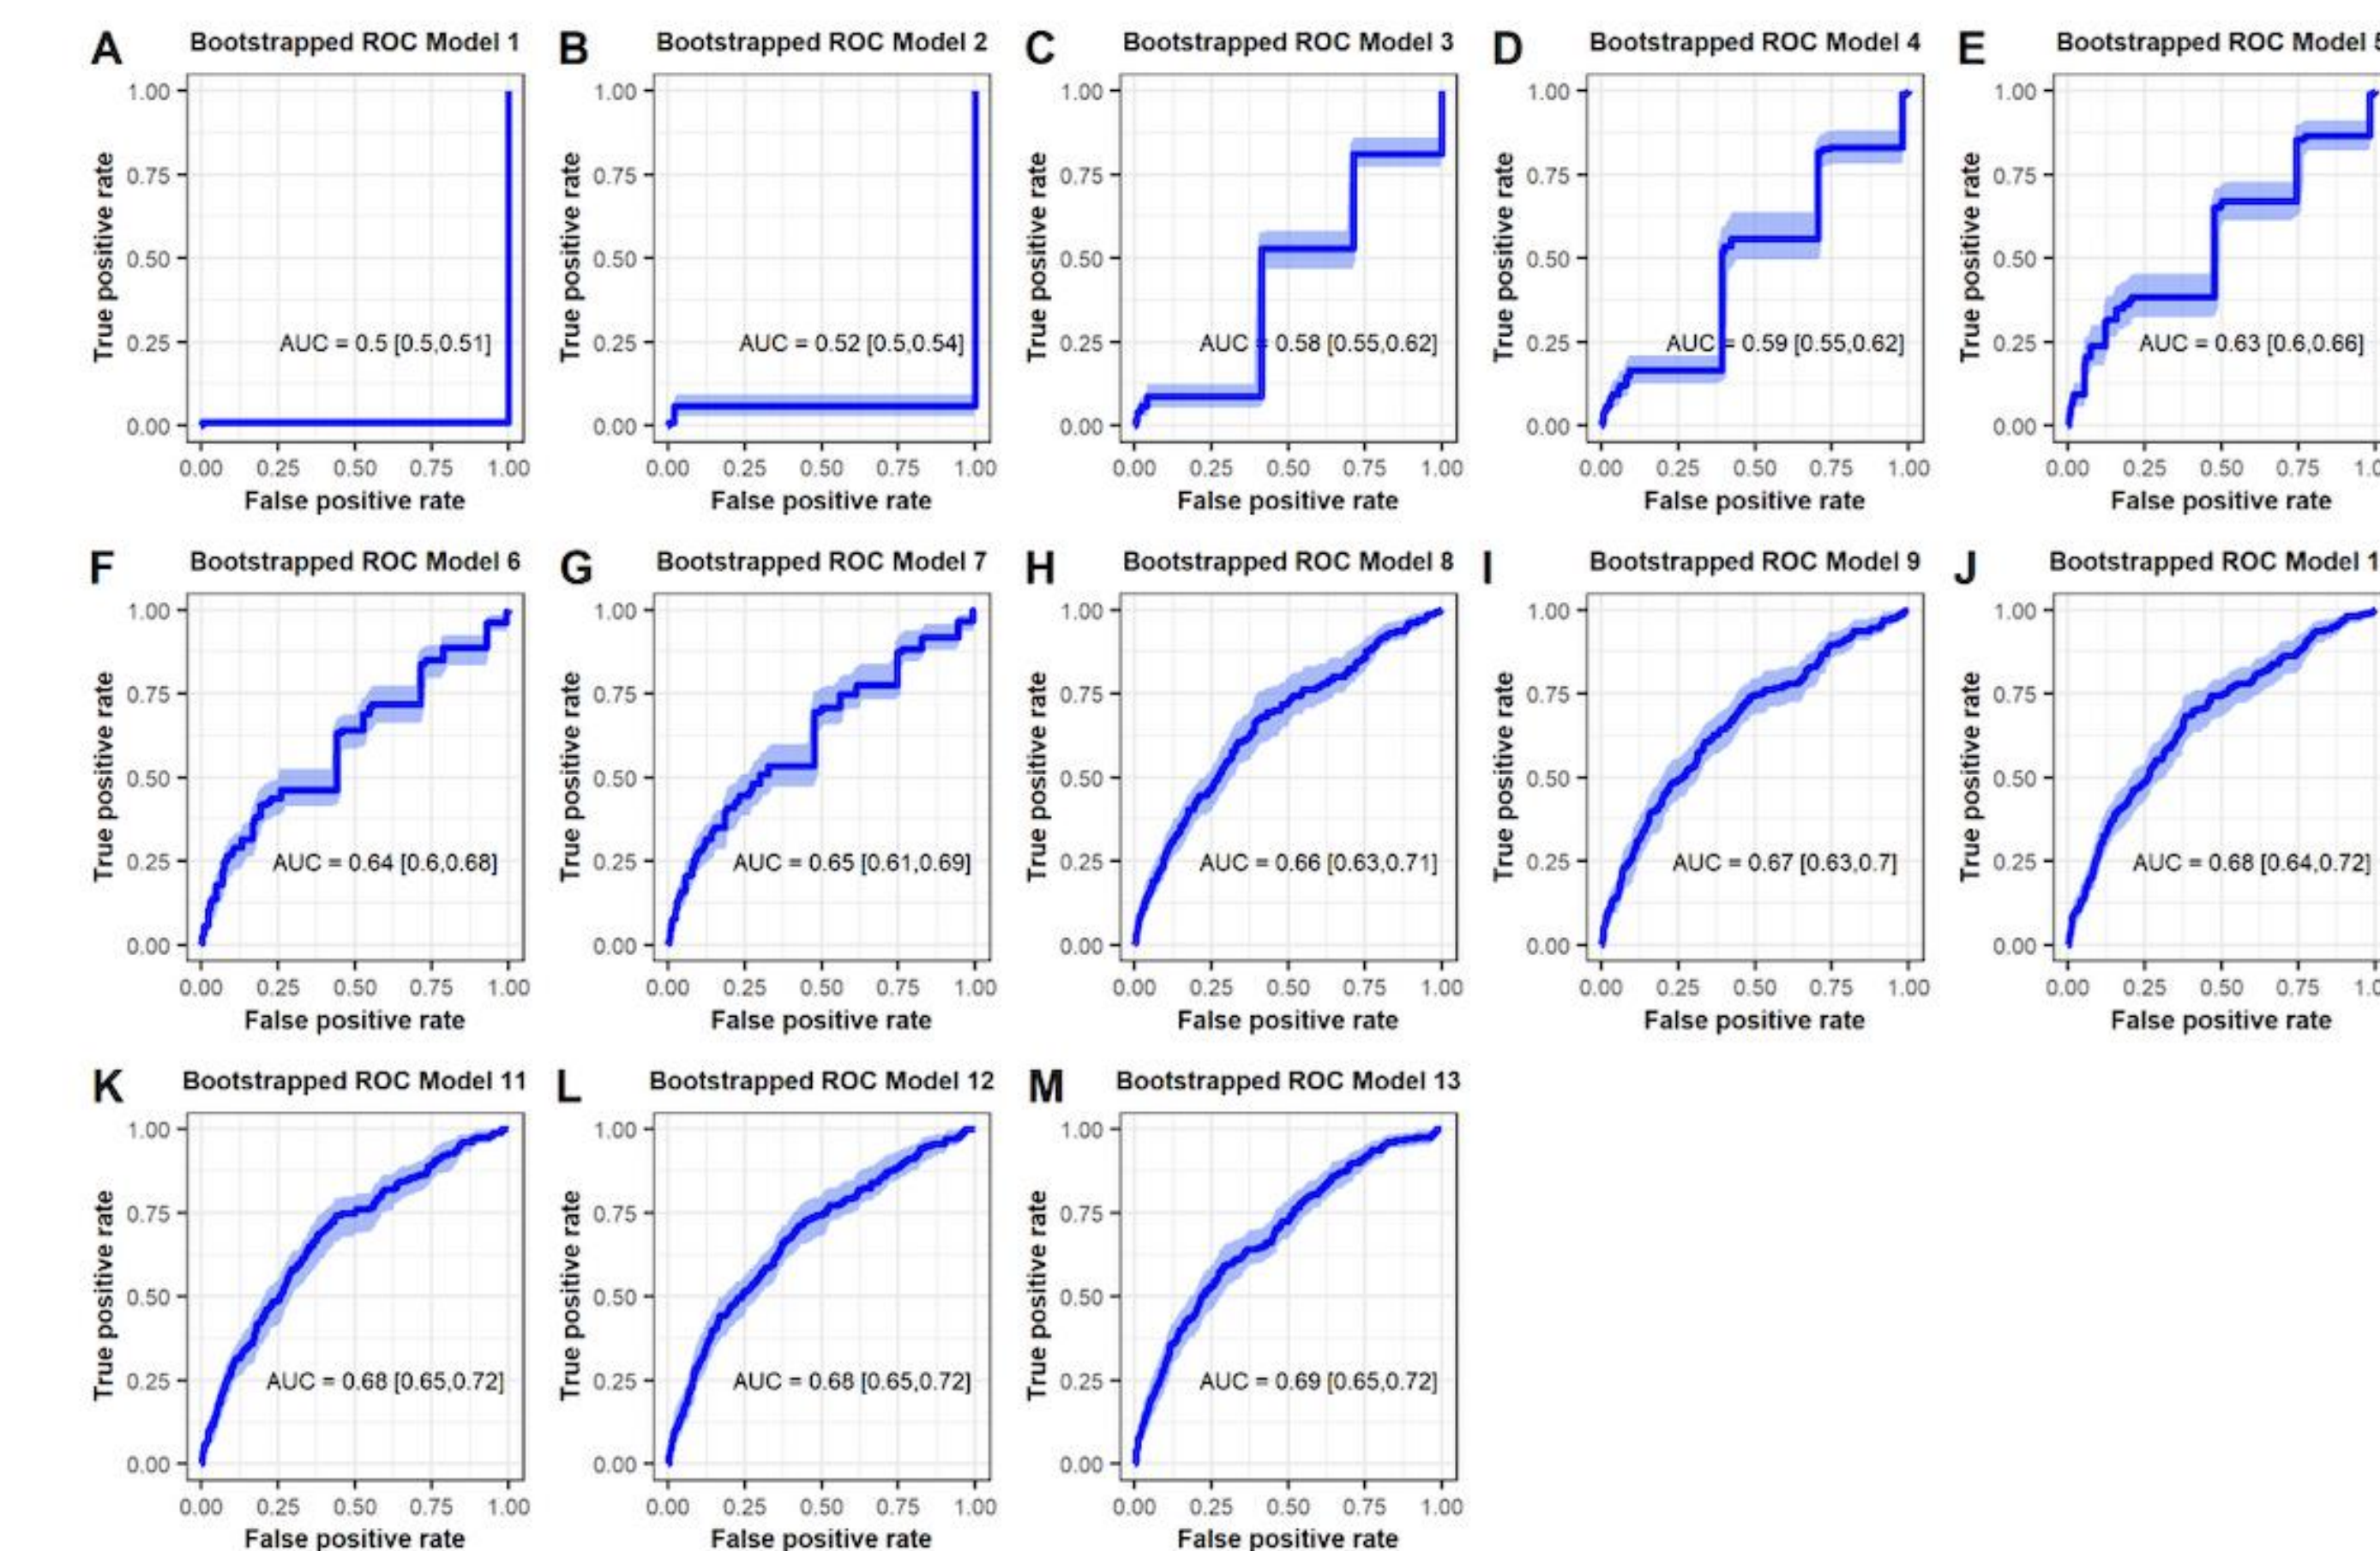 A Bootstrapped ROC Model 1 B Bootstrapped ROC Model 2 C Bootstrapped ROC Model 3 D Bootstrapped ROC Model 4 E Bootstrapped ROC Model
True positive rate
1.00
0.75
0.50
0.25
0.00
AUC = 0.5 [0.5,0.51]
0.00 0.25 0.50 0.75 1.00
False positive rate
True positive rate
1.00
0.75
0.50
0.25
0.00
AUC = 0.52 [0.5,0.54]
0.00 0.25 0.50 0.75 1.00
False positive rate
True positive rate
1.00
0.75
0.50
0.25
0.00
AUC = 0.58 [0.55,0.62]
0.00 0.25 0.50 0.75 1.00
False positive rate
True positive rate
1.00
0.75
0.50
0.25
0.00
AUC = 0.59 [0.55,0.62]
0.00 0.25 0.50 0.75 1.00
False positive rate
True positive rate
1.00
0.75
0.50
0.25
0.00
AUC = 0.63 [0.6,0.66]
0.00 0.25 0.50 0.75
False positive rate
F Bootstrapped ROC Model 6 G Bootstrapped ROC Model 7 H Bootstrapped ROC Model 8 I Bootstrapped ROC Model 9 J Bootstrapped ROC Model 1
True positive rate
1.00
0.75
0.50
0.25
0.00
AUC = 0.64 [0.6,0.68]
0.00 0.25 0.50 0.75 1.00
False positive rate
True positive rate
1.00
0.75
0.50
0.25
0.00
AUC = 0.65 [0.61,0.69]
0.00 0.25 0.50 0.75 1.00
False positive rate
True positive rate
1.00
0.75
0.50
0.25
0.00
AUC = 0.66 [0.63,0.71]
0.00 0.25 0.50 0.75 1.00
False positive rate
True positive rate
1.00
0.75
0.50
0.25
0.00
AUC = 0.67 [0.63,0.7]
0.00 0.25 0.50 0.75 1.00
False positive rate
True positive rate
1.00
0.75
0.50
0.25
0.00
AUC = 0.68 [0.64,0.72]
0.00 0.25 0.50 0.75
False positive rate
K Bootstrapped ROC Model 11 L Bootstrapped ROC Model 12 M Bootstrapped ROC Model 13
True positive rate
1.00
0.75
0.50
0.25
0.00
AUC = 0.68 [0.65,0.72]
0.00 0.25 0.50 0.75 1.00
False positive rate
True positive rate
1.00
0.75
0.50
0.25
0.00
AUC = 0.68 [0.65,0.72]
0.00 0.25 0.50 0.75 1.00
False positive rate
True positive rate
1.00
0.75
0.50
0.25
0.00
AUC = 0.69 [0.65,0.72]
0.00 0.25 0.50 0.75 1.00
False positive rate